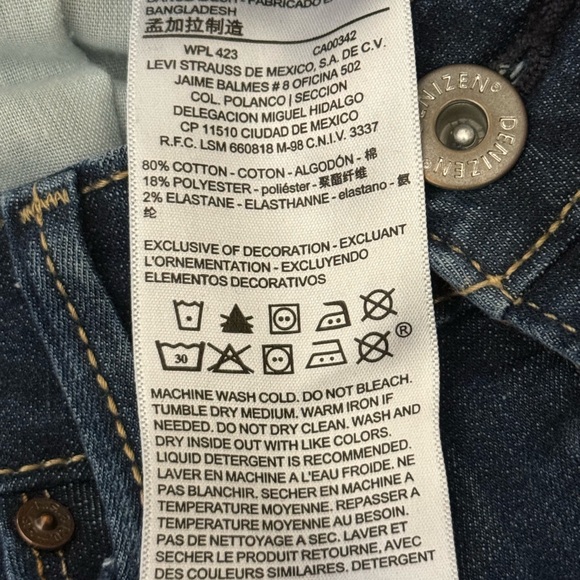 BANGLADESH
孟加拉制造
WPL 423 CA00342
LEVI STRAUSS DE MEXICO, S.A. DE C.V.
JAIME BALMES # 8 OFICINA 502
COL. POLANCO | SECCION
DELEGACION MIGUEL HIDALGO
CP 11510 CIUDAD DE MEXICO
R.F.C. LSM 660818 M-98 C.N.I.V. 3337
80% COTTON - COTON - ALGODÓN - 棉
18% POLYESTER - poliéster - 聚酯纤维
2% ELASTANE - ELASTHANNE - elastano - 氨
纶
EXCLUSIVE OF DECORATION - EXCLUANT
L'ORNEMENTATION - EXCLUYENDO
ELEMENTOS DECORATIVOS
30
®
MACHINE WASH COLD. DO NOT BLEACH.
TUMBLE DRY MEDIUM. WARM IRON IF
NEEDED. DO NOT DRY CLEAN. WASH AND
DRY INSIDE OUT WITH LIKE COLORS.
LIQUID DETERGENT IS RECOMMENDED.
LAVER EN MACHINE A L'EAU FROIDE. NE
PAS BLANCHIR. SECHER EN MACHINE A
TEMPERATURE MOYENNE. REPASSER A
TEMPERATURE MOYENNE AU BESOIN.
PAS DE NETTOYAGE A SEC. LAVER ET
SECHER LE PRODUIT RETOURNE, AVEC
DES COULEURS SIMILAIRES. DETERGENT
DENIZEN®
DENIZEN